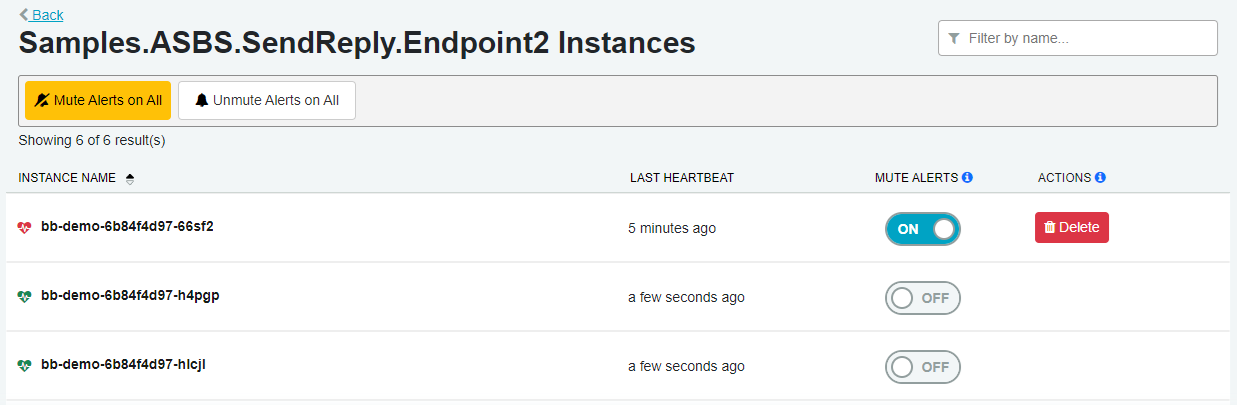 Back
Samples.ASBS.SendReply.Endpoint2 Instances
Filter by name...
Mute Alerts on All Unmute Alerts on All
Showing 6 of 6 result(s)
INSTANCE NAME LAST HEARTBEAT MUTE ALERTS ACTIONS
bb-demo-6b84f4d97-66sf2 5 minutes ago ON Delete
bb-demo-6b84f4d97-h4pgp a few seconds ago OFF
bb-demo-6b84f4d97-hlcjl a few seconds ago OFF